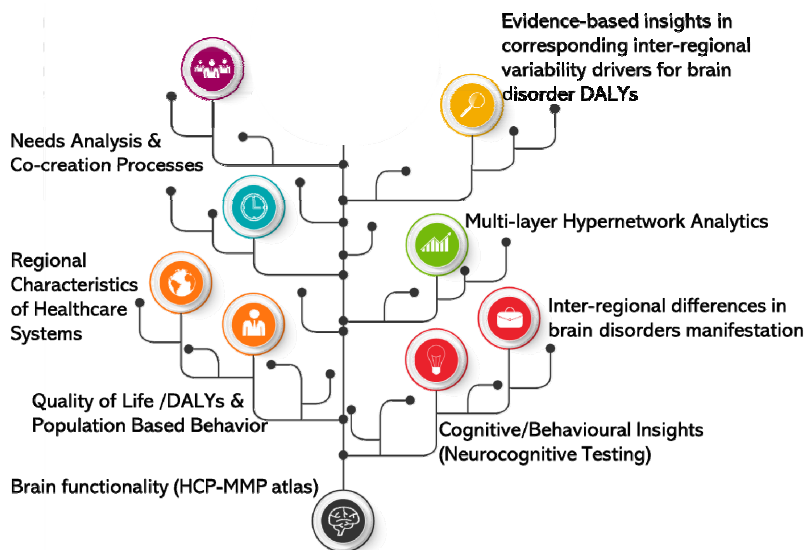 Evidence-based insights in
corresponding inter-regional
variability drivers for brain
disorder DALYs
Needs Analysis &
Co-creation Processes
Multi-layer Hypernetwork Analytics
Regional
Characteristics
of Healthcare
Systems
Inter-regional differences in
brain disorders manifestation
Quality of Life /DALYs &
Population Based Behavior
Cognitive/Behavioural Insights
(Neurocognitive Testing)
Brain functionality (HCP-MMP atlas)